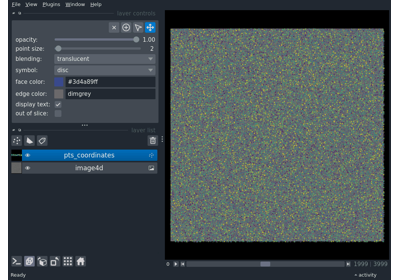 File View Plugins Window Help
layer controls
opacity: 1.00
point size: 2
blending: translucent
symbol: disc
face color: #3d4a89ff
edge color: dimgrey
display text:
out of slice:
layer list
pts_coordinates
image4d
1999 3999
Ready
activity